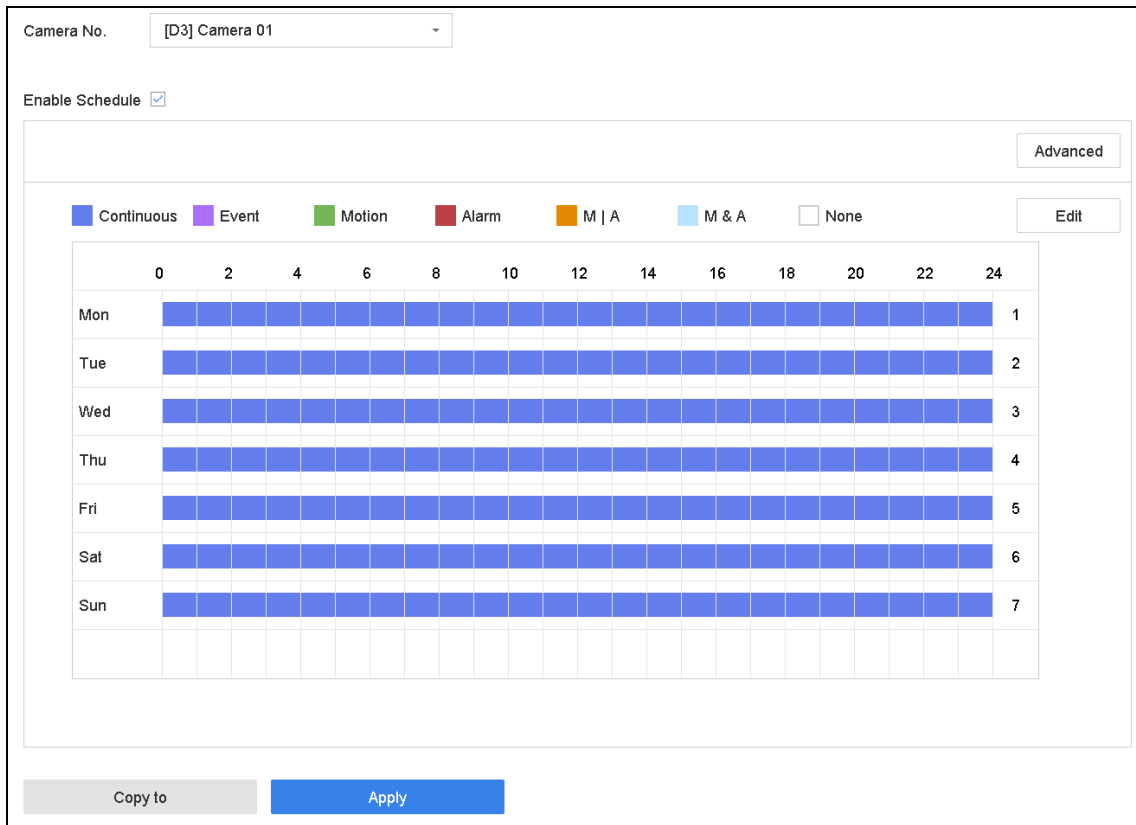 Camera No. [D3] Camera 01
Enable Schedule
Advanced
Continuous Event Motion Alarm M | A M & A None Edit
0 2 4 6 8 10 12 14 16 18 20 22 24
Mon 1
Tue 2
Wed 3
Thu 4
Fri 5
Sat 6
Sun 7
Copy to Apply